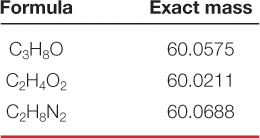 Formula Exact mass
C₃H₈O 60.0575
C₂H₄O₂ 60.0211
C₂H₈N₂ 60.0688